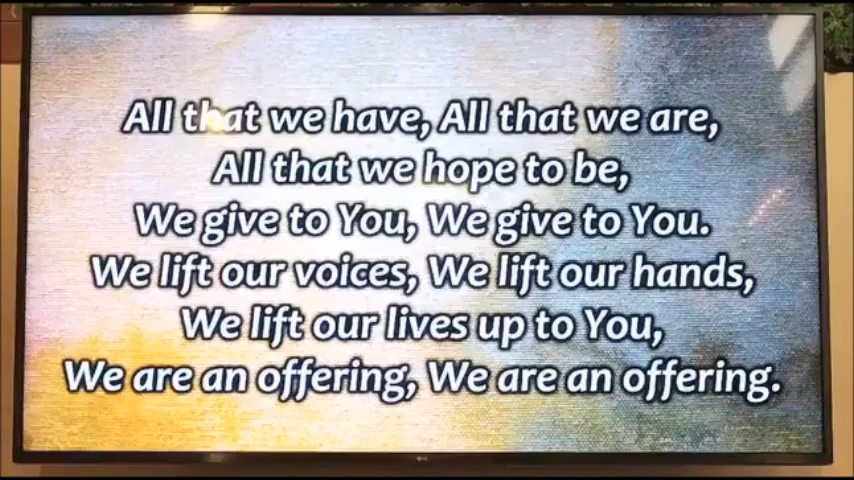 All that we have, All that we are,
All that we hope to be,
We give to You, We give to You.
We lift our voices, We lift our hands,
We lift our lives up to You,
We are an offering, We are an offering.